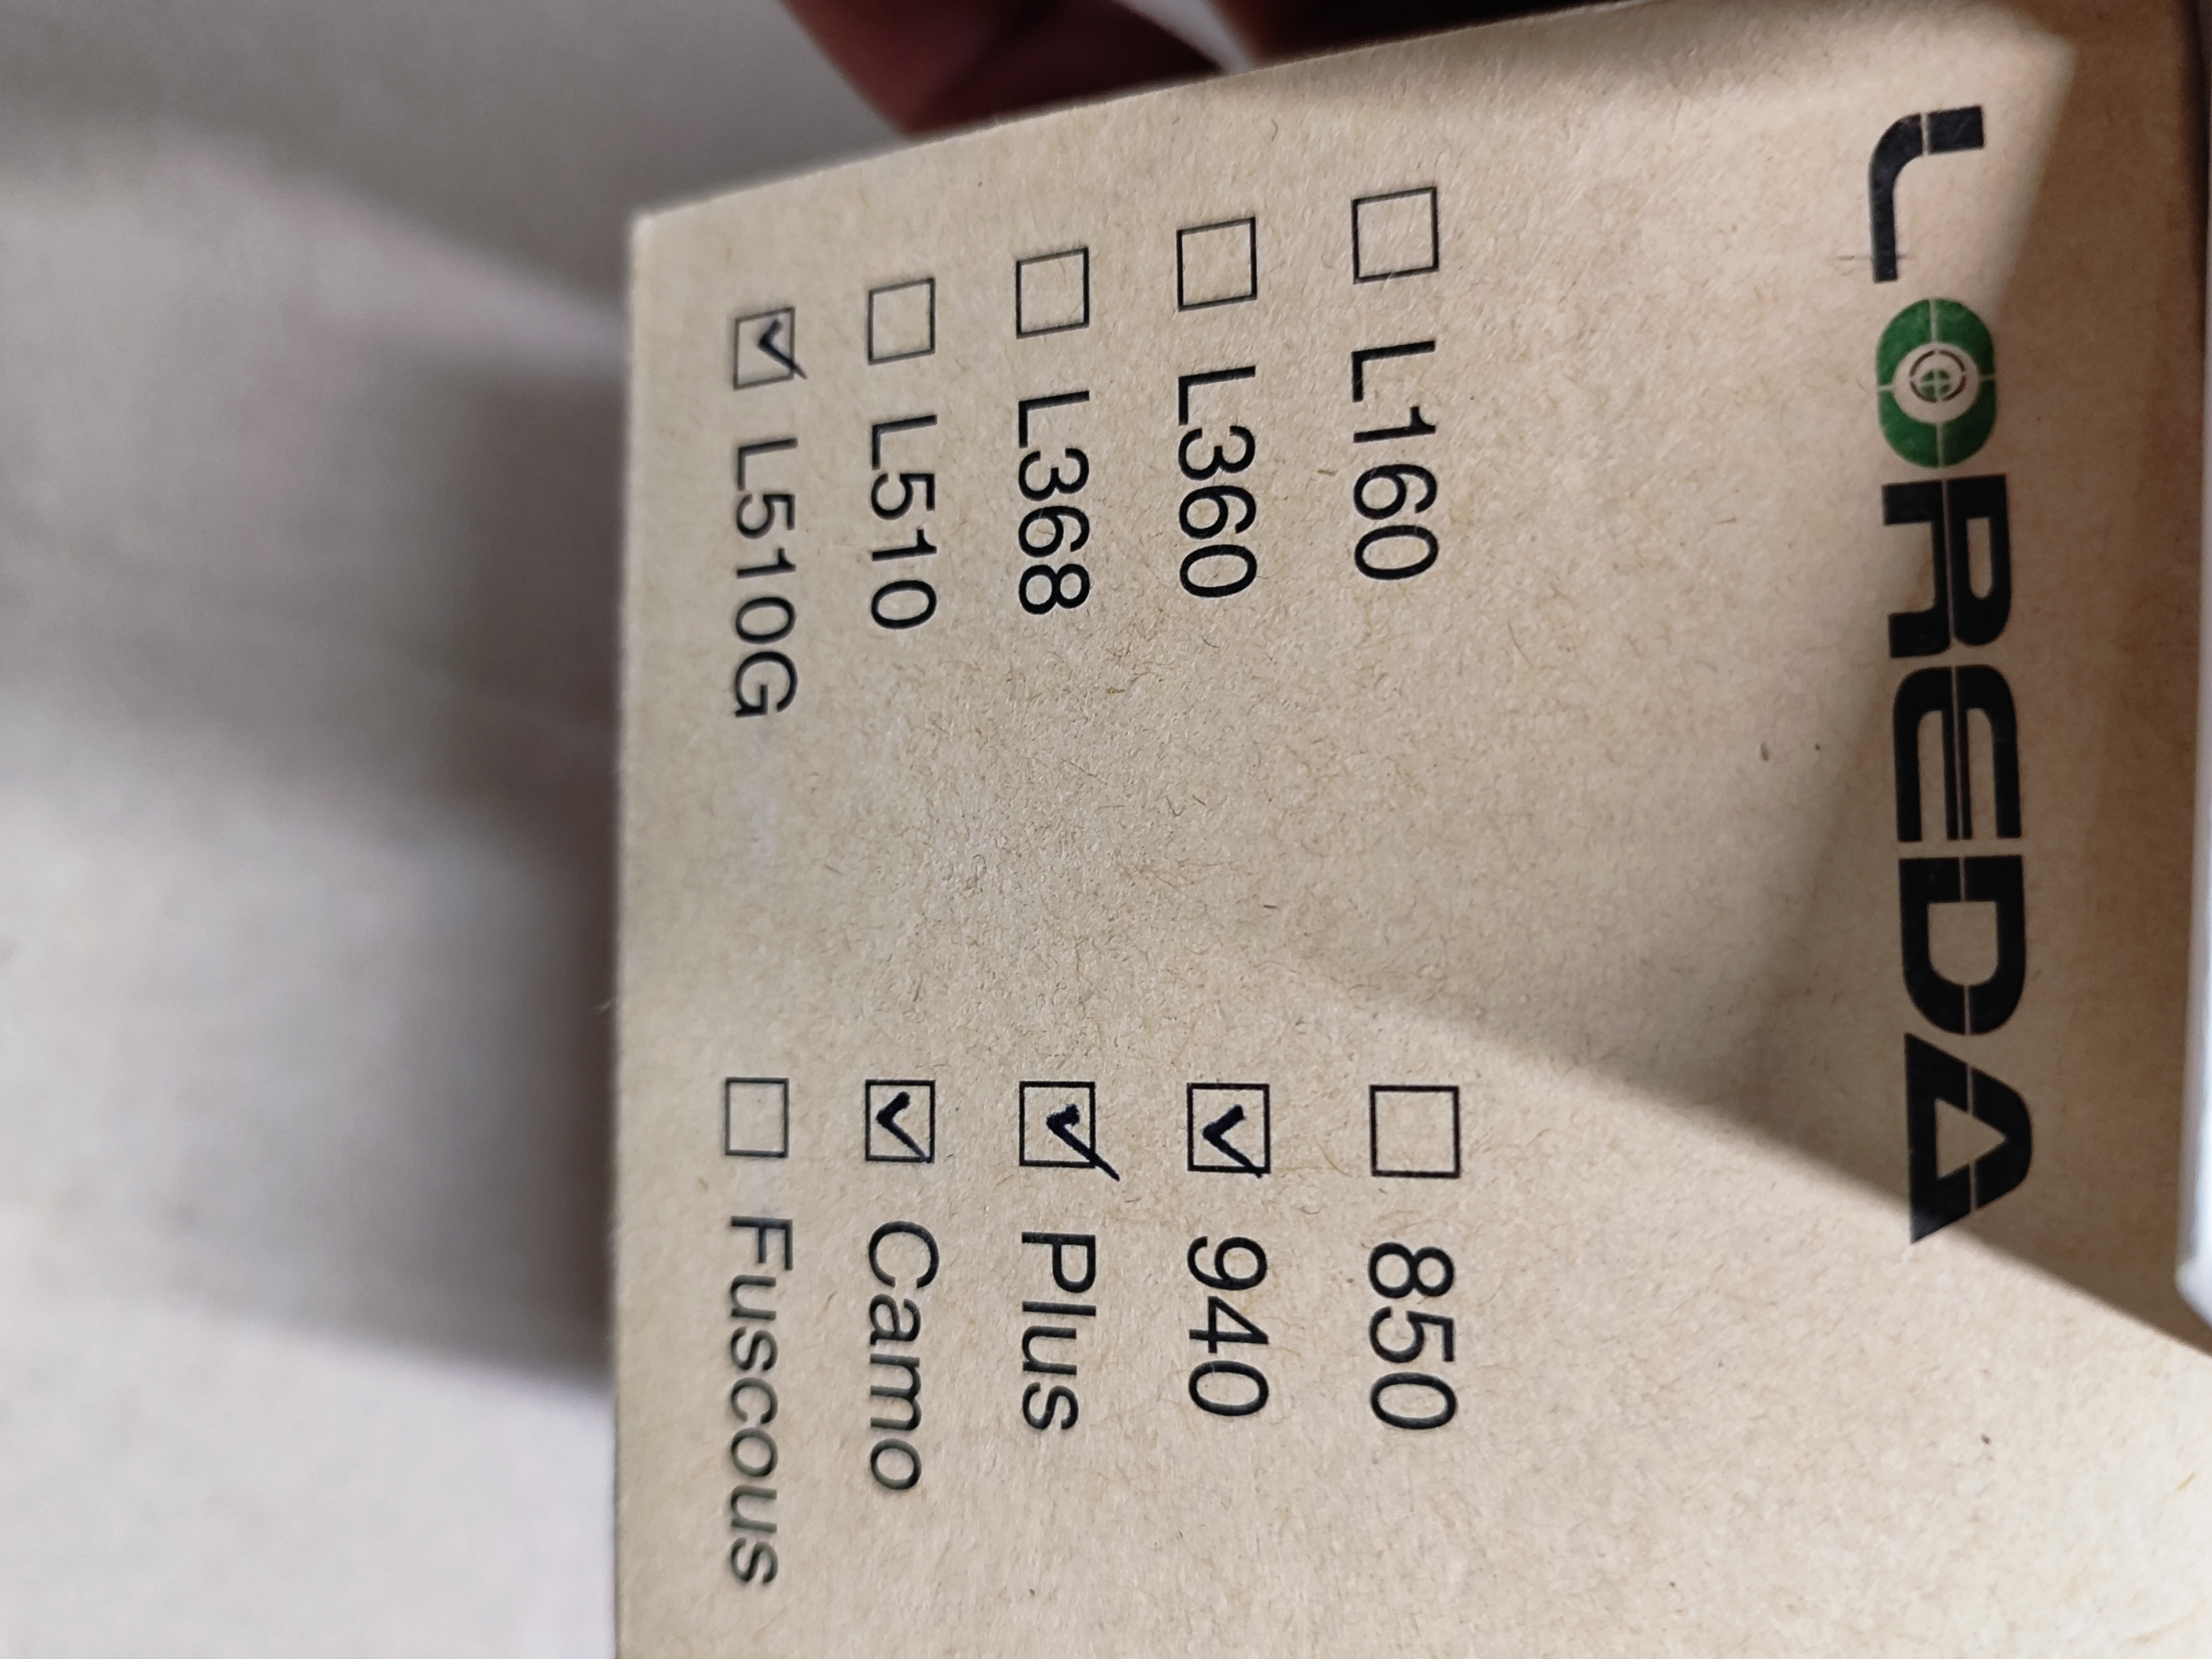 LOREDA
☐ L160 ☐ 850
☐ L360 ☑ 940
☐ L368 ☑ Plus
☐ L510 ☑ Camo
☑ L510G ☐ Fuscous